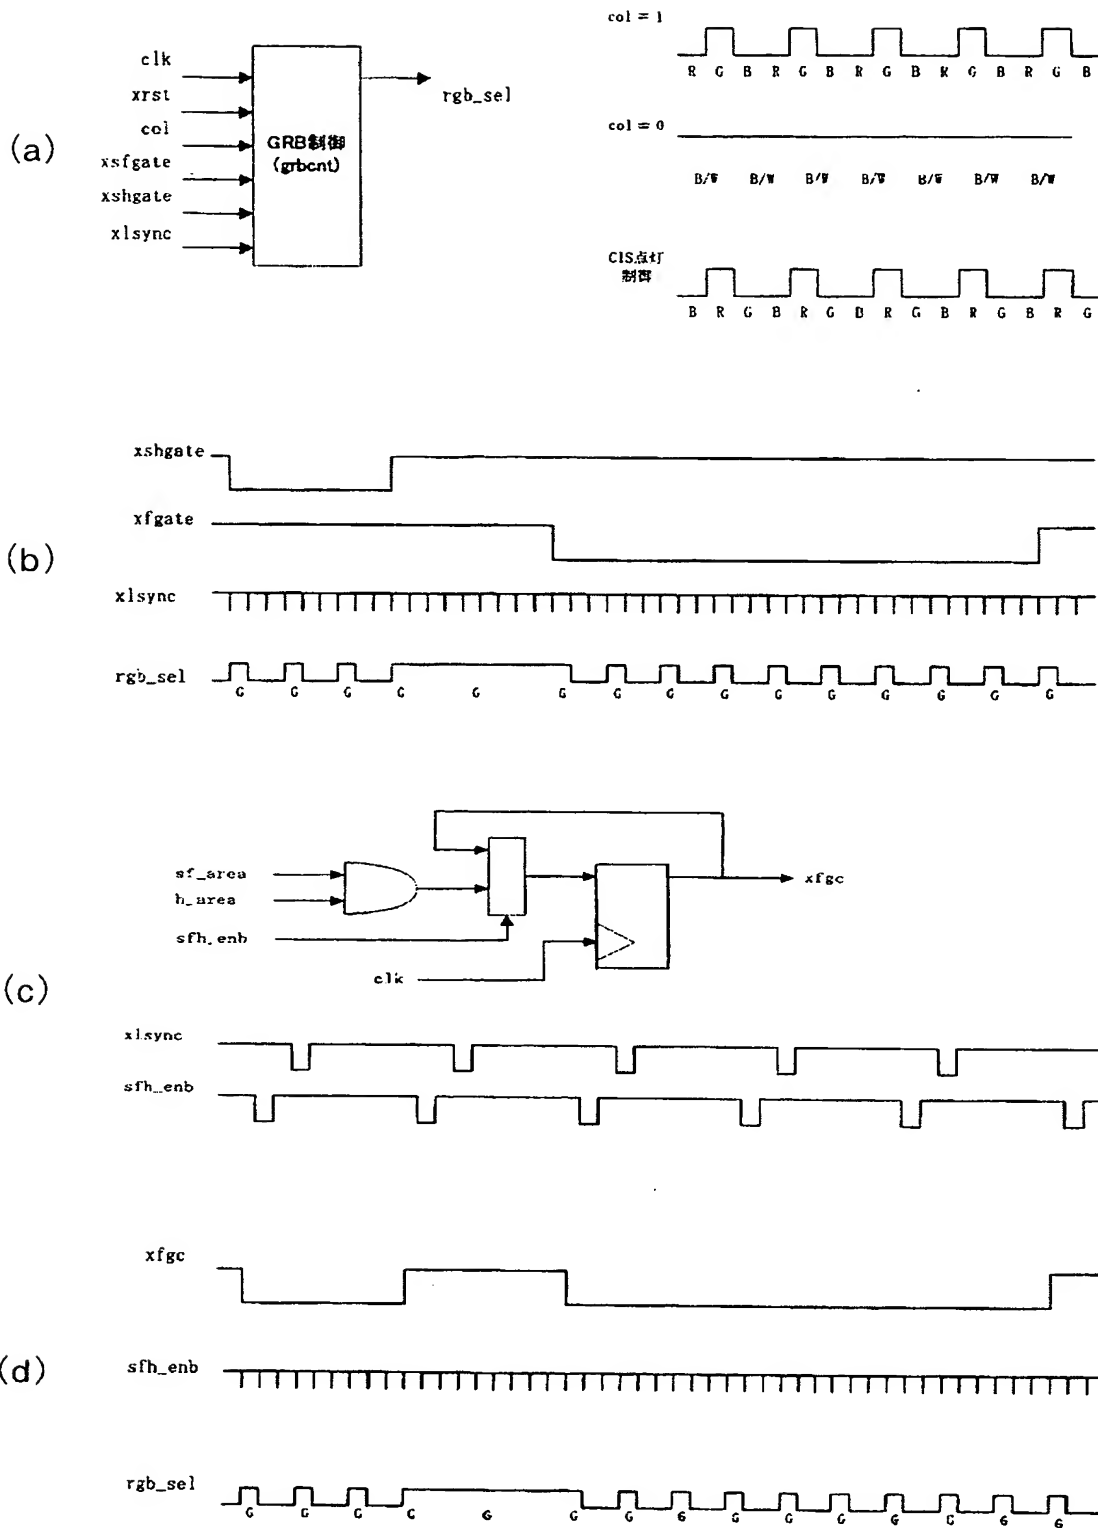 (a)
clk
xrst
col
xsfgate
xshgate
xlsync
GRB制御
(grbcnt)
rgb_sel
col = 1
R G B R G B R G B R G B R G B
col = 0
B/W B/W B/W B/W B/W B/W B/W
CIS点灯
制御
B R G B R G B R G B R G B R G
(b)
xshgate
xfgate
xlsync
rgb_sel
G G G G G G G G G G G G G G G
(c)
sf_area
h_area
sfh_enb
clk
xfgc
xlsync
sfh_enb
(d)
xfgc
sfh_enb
rgb_sel
G G G G G G G G G G G G G G G